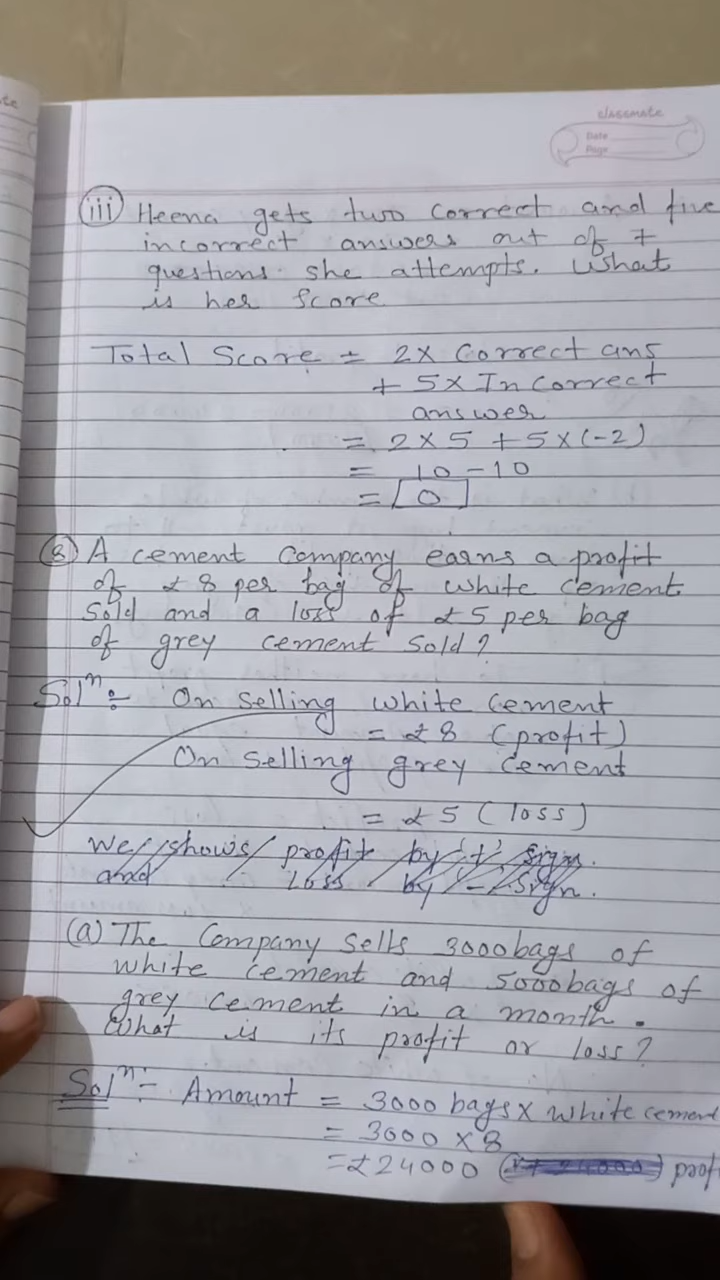 te
classmate
Date
Page
(iii) Heena gets two correct and five
incorrect answers out of 7
questions she attempts. What
is her score
Total Score = 2x Correct ans
+ 5x In correct
answer
= 2 x 5 + 5 x (-2)
= 10 - 10
= 0
(8) A cement Company earns a profit
of ₹ 8 per bag of white cement
sold and a loss of ₹5 per bag
of grey cement sold?
Solⁿ÷ On selling white cement
= ₹ 8 (profit)
On selling grey cement
= ₹5 (loss)
we shows profit by '+' sign.
and loss by '-' sign.
(a) The Company sells 3000 bags of
white cement and 5000 bags of
grey cement in a month.
What is its profit or loss?
Solⁿ÷ Amount = 3000 bags x white cement
= 3000 x 8
= ₹24000 prof